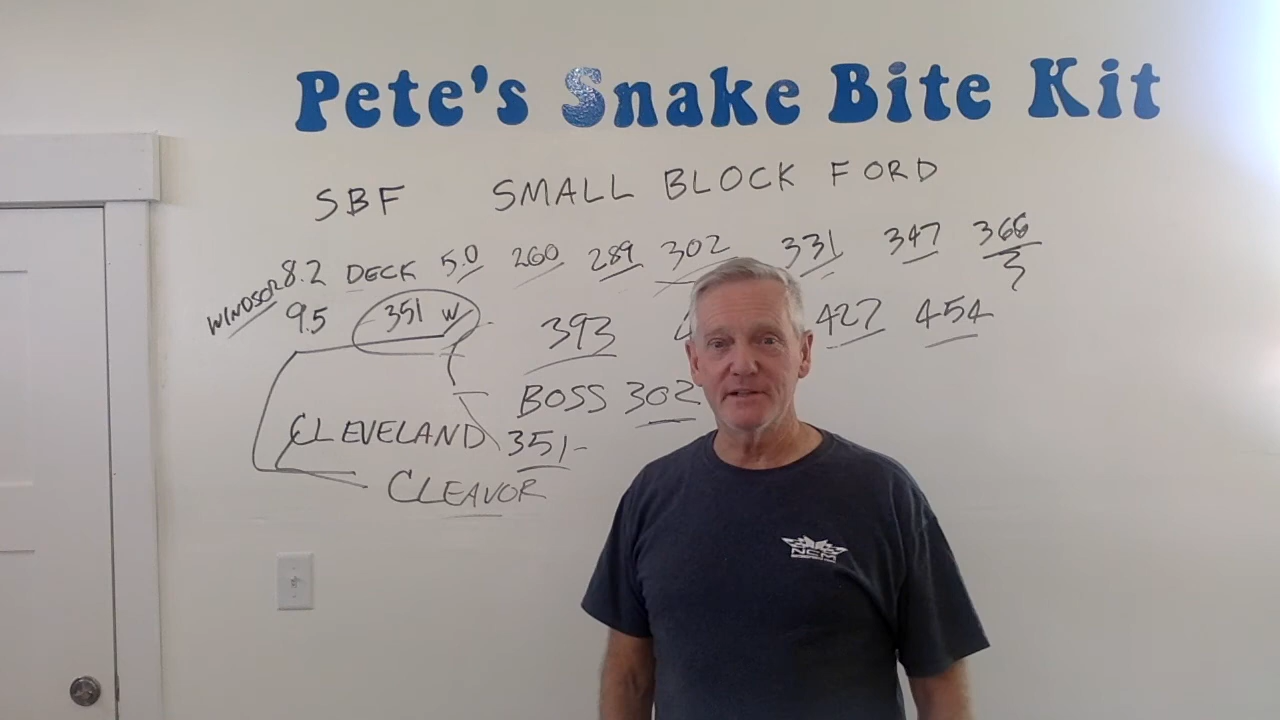 Pete's Snake Bite Kit
SBF SMALL BLOCK FORD
WINDSOR 8.2 DECK 5.0 260 289 302 331 347 366
9.5 351 W 393 427 454
BOSS 302
CLEVELAND 351-
CLEAVOR
NCM